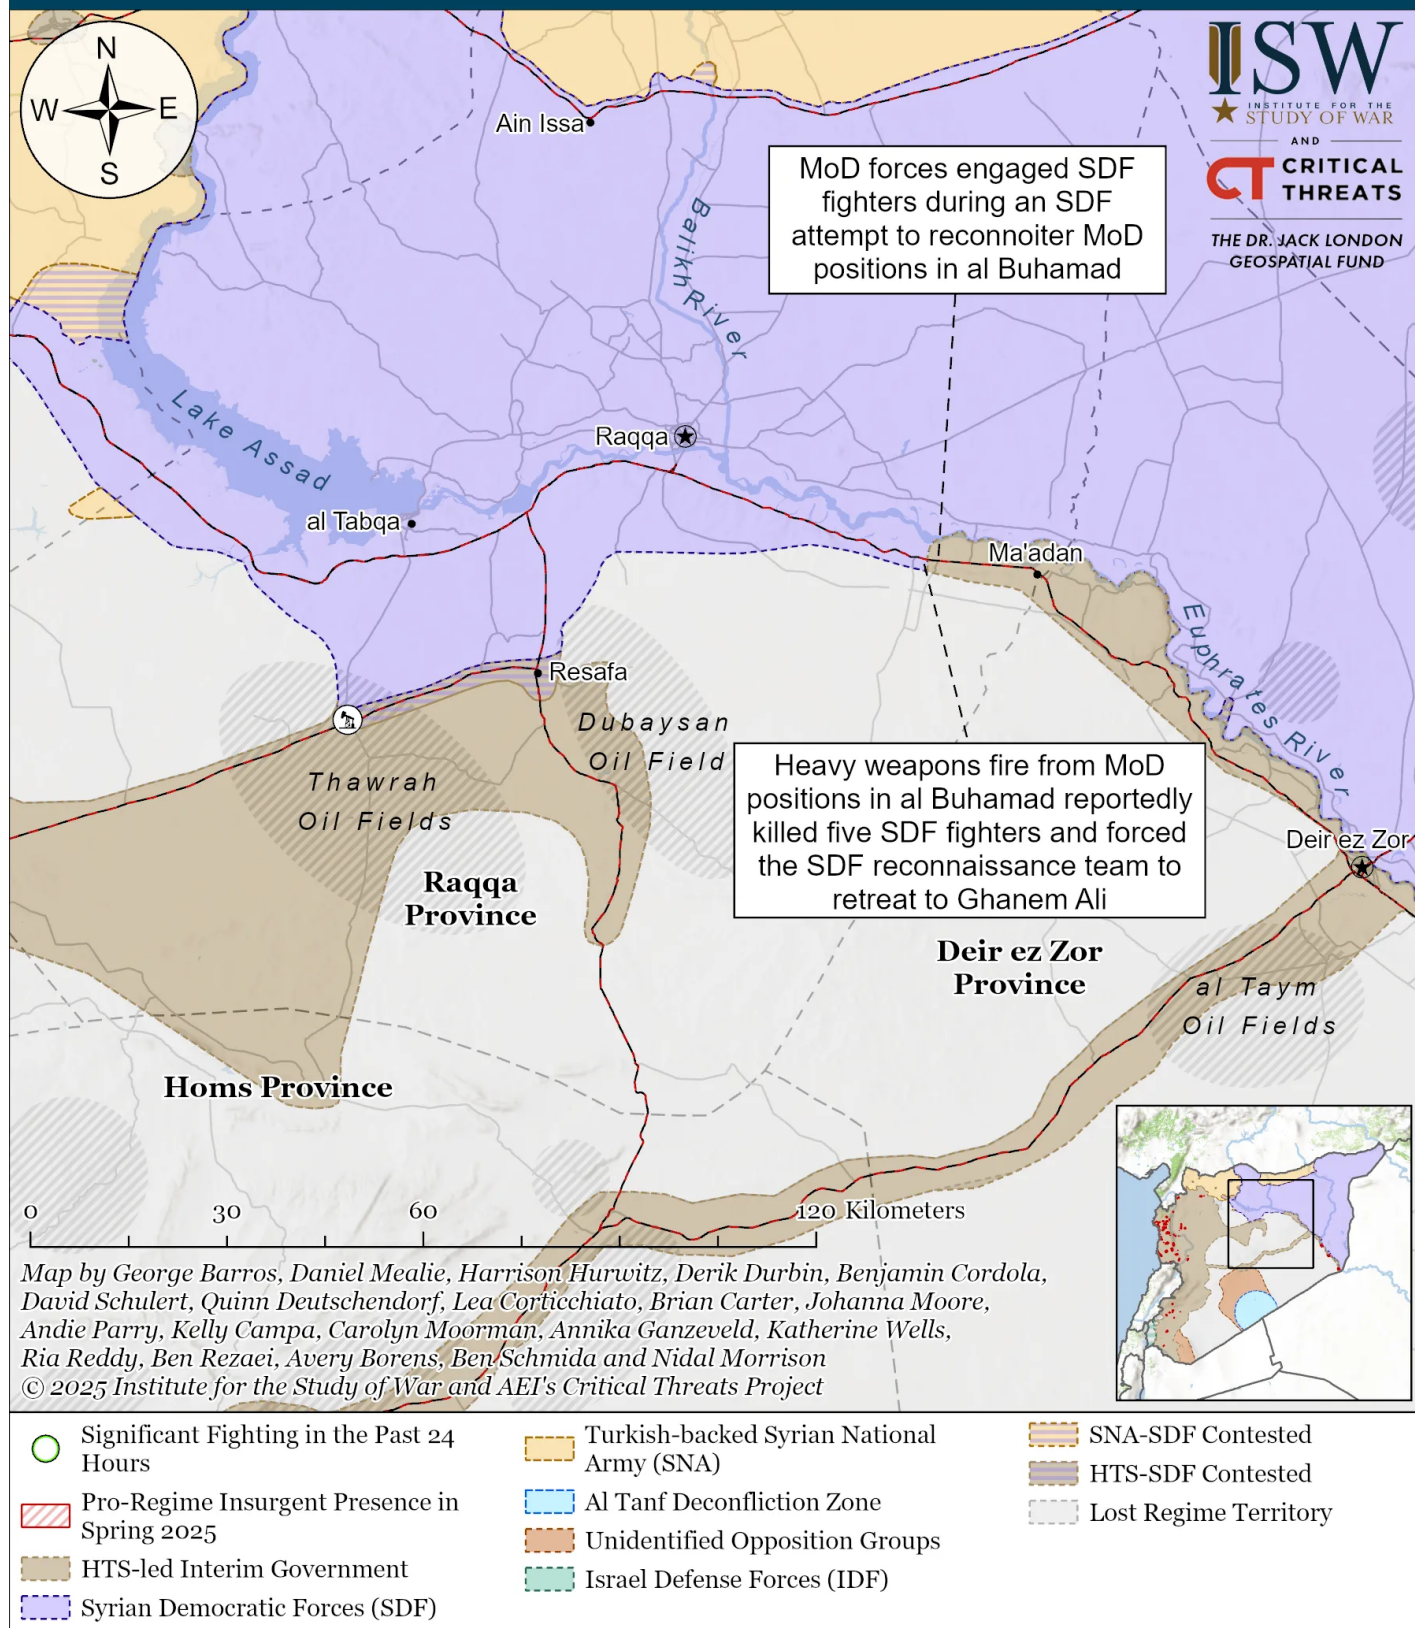 N
W E
S
ISW
INSTITUTE FOR THE
STUDY OF WAR
AND
CT CRITICAL
THREATS
THE DR. JACK LONDON
GEOSPATIAL FUND
Ain Issa
MoD forces engaged SDF
fighters during an SDF
attempt to reconnoiter MoD
positions in al Buhamad
Balikh River
Lake Assad
Raqqa
al Tabqa
Ma'adan
Euphrates River
Resafa
Dubaysan
Oil Field
Thawrah
Oil Fields
Heavy weapons fire from MoD
positions in al Buhamad reportedly
killed five SDF fighters and forced
the SDF reconnaissance team to
retreat to Ghanem Ali
Deir ez Zor
Raqqa
Province
Deir ez Zor
Province
al Taym
Oil Fields
Homs Province
0 30 60 120 Kilometers
Map by George Barros, Daniel Mealie, Harrison Hurwitz, Derik Durbin, Benjamin Cordola,
David Schulert, Quinn Deutschendorf, Lea Corticchiato, Brian Carter, Johanna Moore,
Andie Parry, Kelly Campa, Carolyn Moorman, Annika Ganzeveld, Katherine Wells,
Ria Reddy, Ben Rezaei, Avery Borens, Ben Schmida and Nidal Morrison
© 2025 Institute for the Study of War and AEI's Critical Threats Project
Significant Fighting in the Past 24
Hours
Pro-Regime Insurgent Presence in
Spring 2025
HTS-led Interim Government
Syrian Democratic Forces (SDF)
Turkish-backed Syrian National
Army (SNA)
Al Tanf Deconfliction Zone
Unidentified Opposition Groups
Israel Defense Forces (IDF)
SNA-SDF Contested
HTS-SDF Contested
Lost Regime Territory